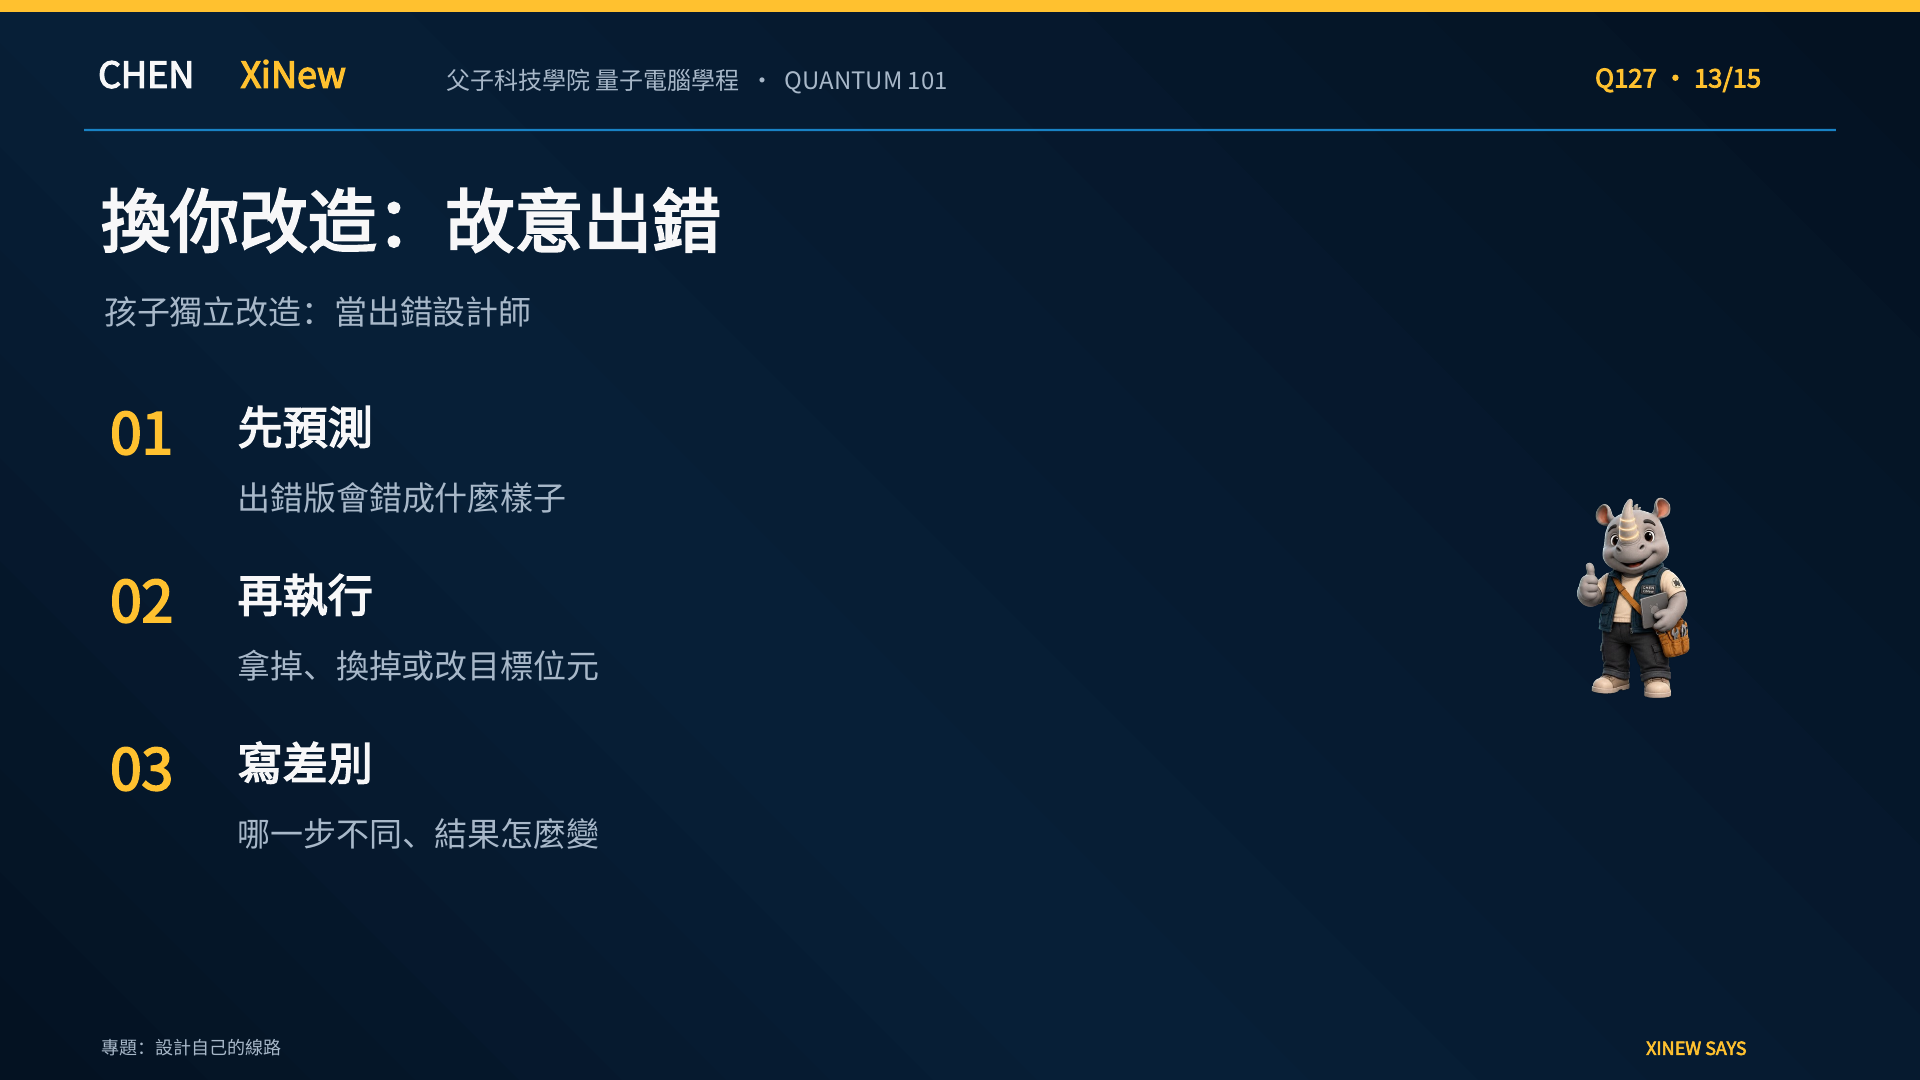 CHEN XiNew 父子科技學院 量子電腦學程 · QUANTUM 101 Q127 · 13/15
換你改造：故意出錯
孩子獨立改造：當出錯設計師
01 先預測
出錯版會錯成什麼樣子
02 再執行
拿掉、換掉或改目標位元
03 寫差別
哪一步不同、結果怎麼變
專題：設計自己的線路 XINEW SAYS